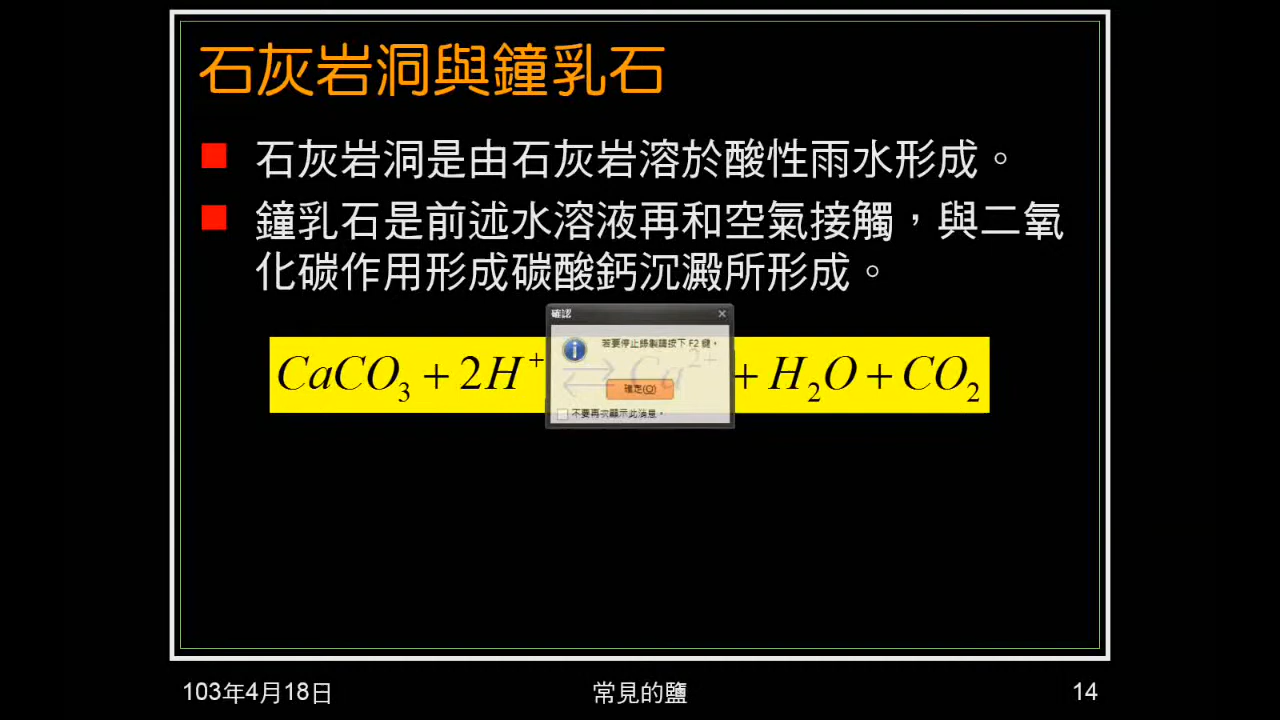 石灰岩洞與鐘乳石
石灰岩洞是由石灰岩溶於酸性雨水形成。
鐘乳石是前述水溶液再和空氣接觸，與二氧
化碳作用形成碳酸鈣沉澱所形成。
確認
若要停止錄製請按下 F2 鍵。
CaCO₃ + 2H⁺ ⇌ Ca²⁺ + H₂O + CO₂
確定(O)
不要再次顯示此消息。
103年4月18日
常見的鹽
14